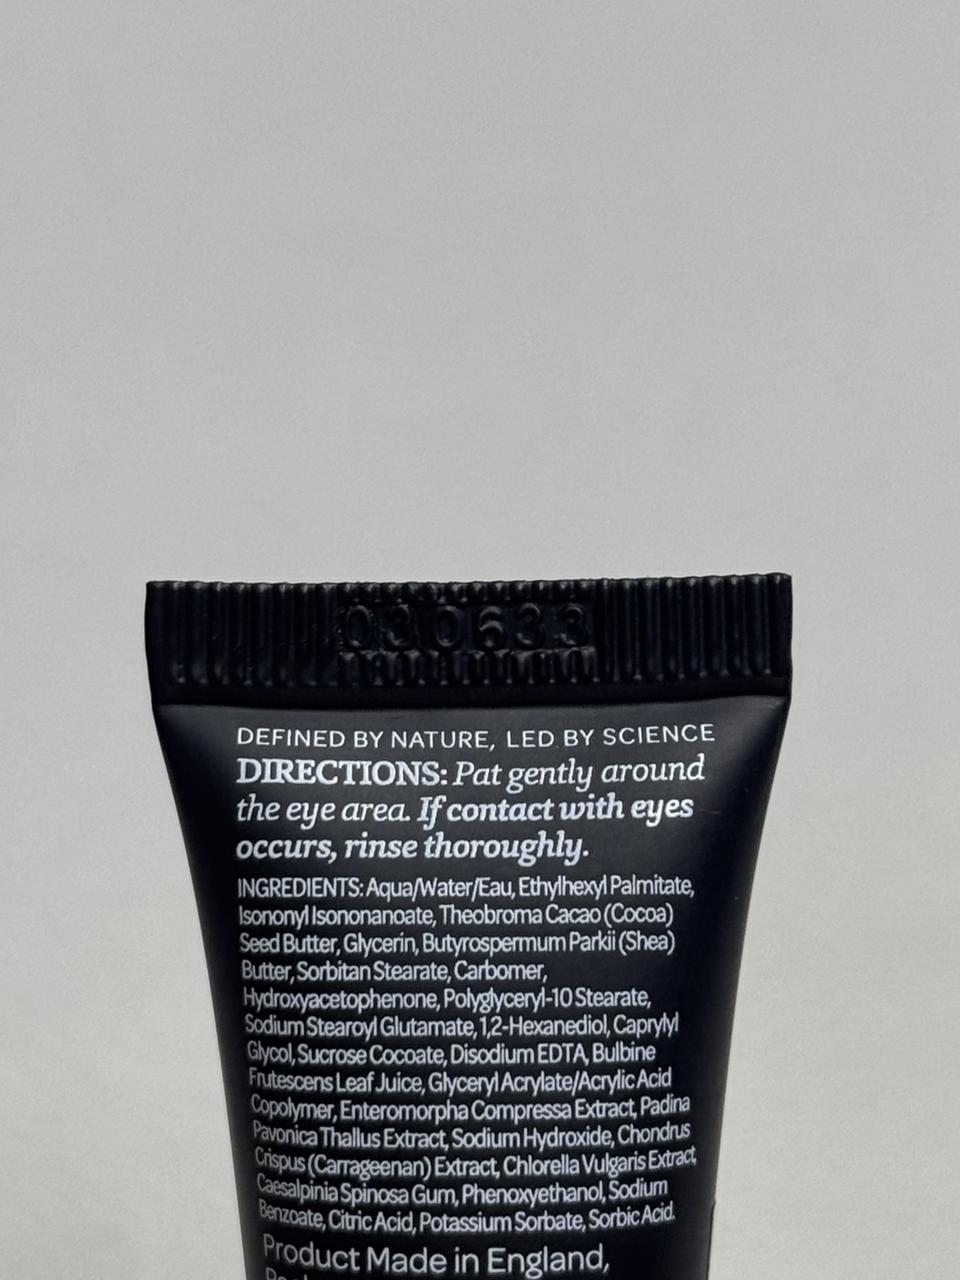 030633
DEFINED BY NATURE, LED BY SCIENCE
DIRECTIONS: Pat gently around
the eye area. If contact with eyes
occurs, rinse thoroughly.
INGREDIENTS: Aqua/Water/Eau, Ethylhexyl Palmitate,
Isononyl Isononanoate, Theobroma Cacao (Cocoa)
Seed Butter, Glycerin, Butyrospermum Parkii (Shea)
Butter, Sorbitan Stearate, Carbomer,
Hydroxyacetophenone, Polyglyceryl-10 Stearate,
Sodium Stearoyl Glutamate, 1,2-Hexanediol, Caprylyl
Glycol, Sucrose Cocoate, Disodium EDTA, Bulbine
Frutescens Leaf Juice, Glyceryl Acrylate/Acrylic Acid
Copolymer, Enteromorpha Compressa Extract, Padina
Pavonica Thallus Extract, Sodium Hydroxide, Chondrus
Crispus (Carrageenan) Extract, Chlorella Vulgaris Extract,
Caesalpinia Spinosa Gum, Phenoxyethanol, Sodium
Benzoate, Citric Acid, Potassium Sorbate, Sorbic Acid.
Product Made in England,